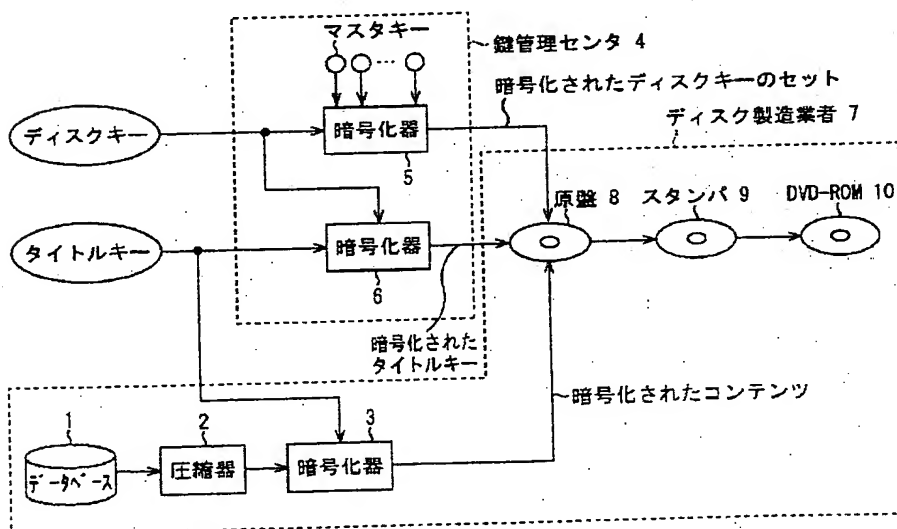 マスタキー
鍵管理センタ 4
暗号化されたディスクキーのセット
ディスク製造業者 7
ディスクキー
暗号化器
5
原盤 8
スタンパ 9
DVD-ROM 10
タイトルキー
暗号化器
6
暗号化された
タイトルキー
暗号化されたコンテンツ
1
2
3
データベース
圧縮器
暗号化器